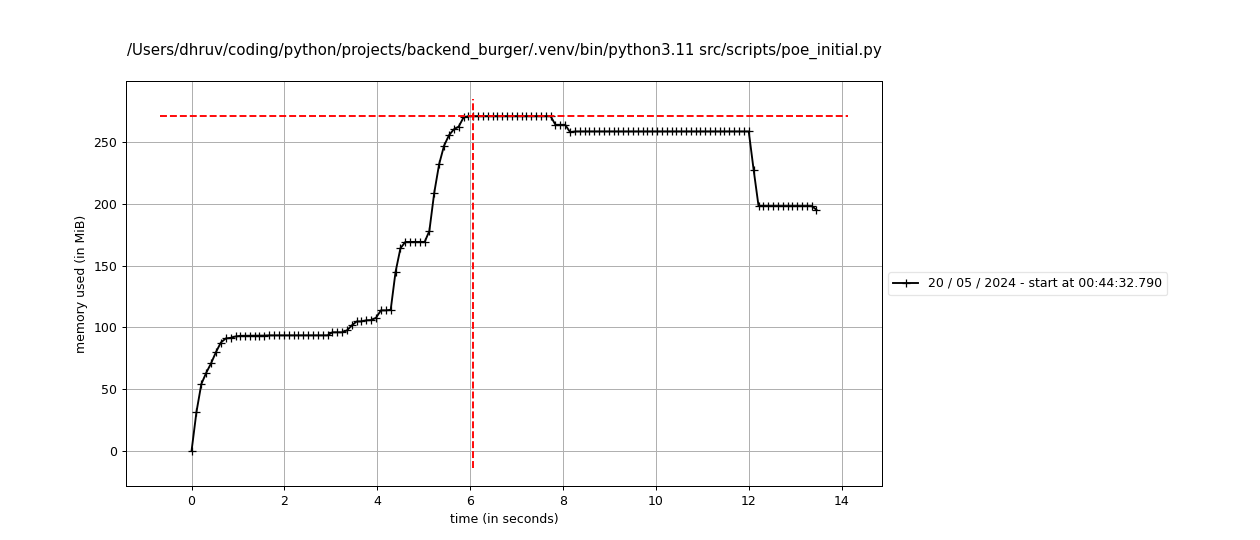 /Users/dhruv/coding/python/projects/backend_burger/.venv/bin/python3.11 src/scripts/poe_initial.py
memory used (in MiB)
250
200
150
100
50
0
0 2 4 6 8 10 12 14
time (in seconds)
20 / 05 / 2024 - start at 00:44:32.790